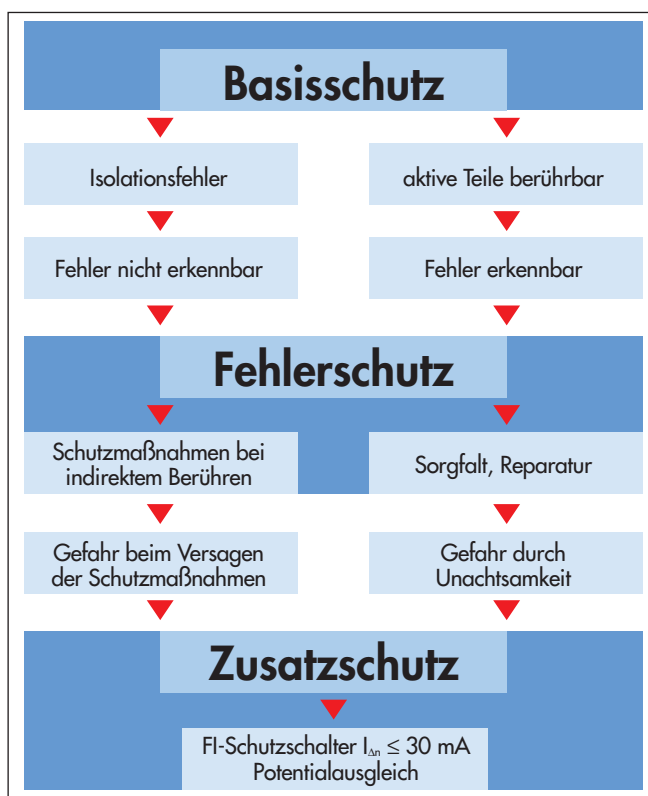 Basisschutz
Isolationsfehler
aktive Teile berührbar
Fehler nicht erkennbar
Fehler erkennbar
Fehlerschutz
Schutzmaßnahmen bei
indirektem Berühren
Sorgfalt, Reparatur
Gefahr beim Versagen
der Schutzmaßnahmen
Gefahr durch
Unachtsamkeit
Zusatzschutz
FI-Schutzschalter I∆n ≤ 30 mA
Potentialausgleich